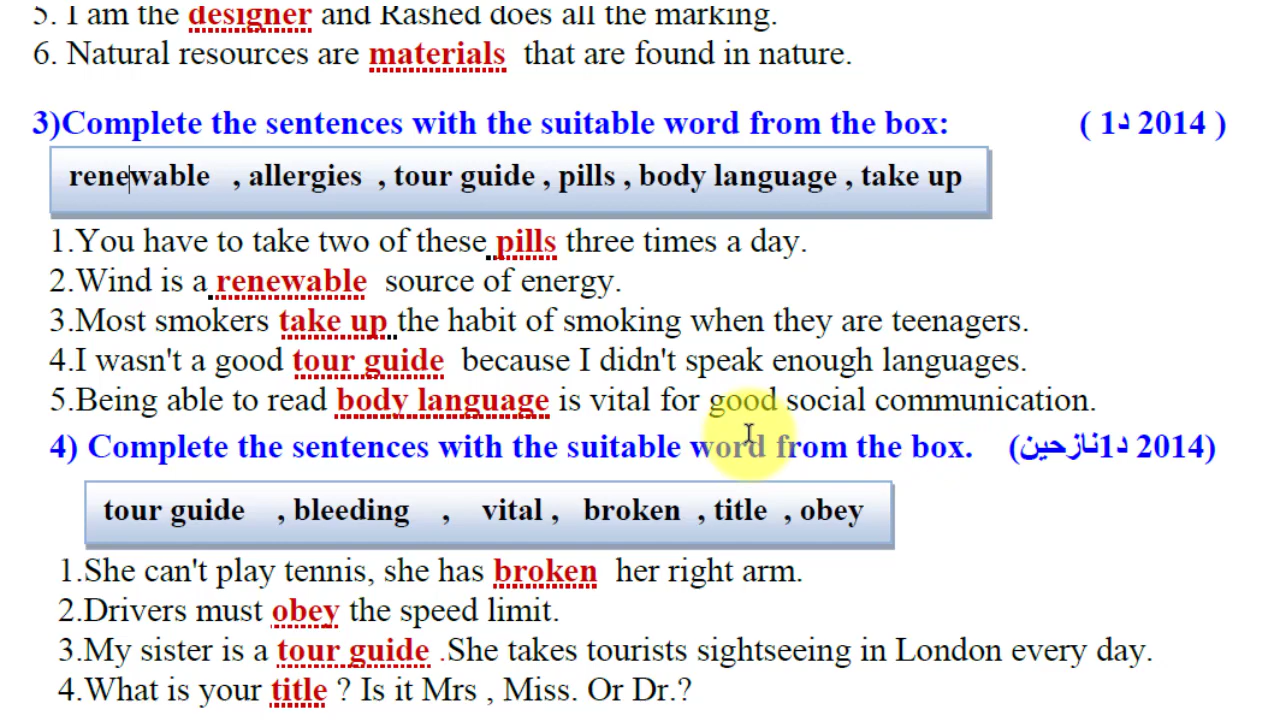 5. I am the designer and Rashed does all the marking.
6. Natural resources are materials that are found in nature.
3)Complete the sentences with the suitable word from the box: ( 2014 د1 )
renewable , allergies , tour guide , pills , body language , take up
1.You have to take two of these pills three times a day.
2.Wind is a renewable source of energy.
3.Most smokers take up the habit of smoking when they are teenagers.
4.I wasn't a good tour guide because I didn't speak enough languages.
5.Being able to read body language is vital for good social communication.
4) Complete the sentences with the suitable word from the box. (2014 د1نازحين)
tour guide , bleeding , vital , broken , title , obey
1.She can't play tennis, she has broken her right arm.
2.Drivers must obey the speed limit.
3.My sister is a tour guide .She takes tourists sightseeing in London every day.
4.What is your title ? Is it Mrs , Miss. Or Dr.?